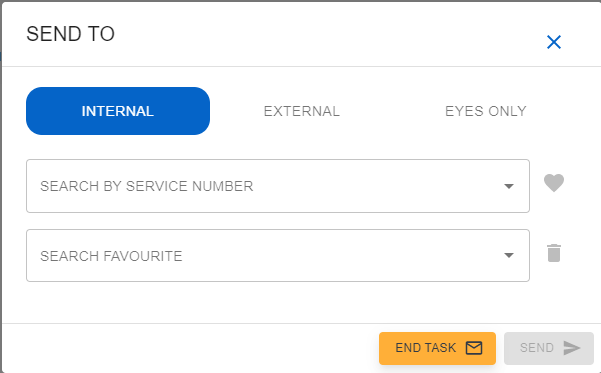 SEND TO
INTERNAL EXTERNAL EYES ONLY
SEARCH BY SERVICE NUMBER
SEARCH FAVOURITE
END TASK SEND